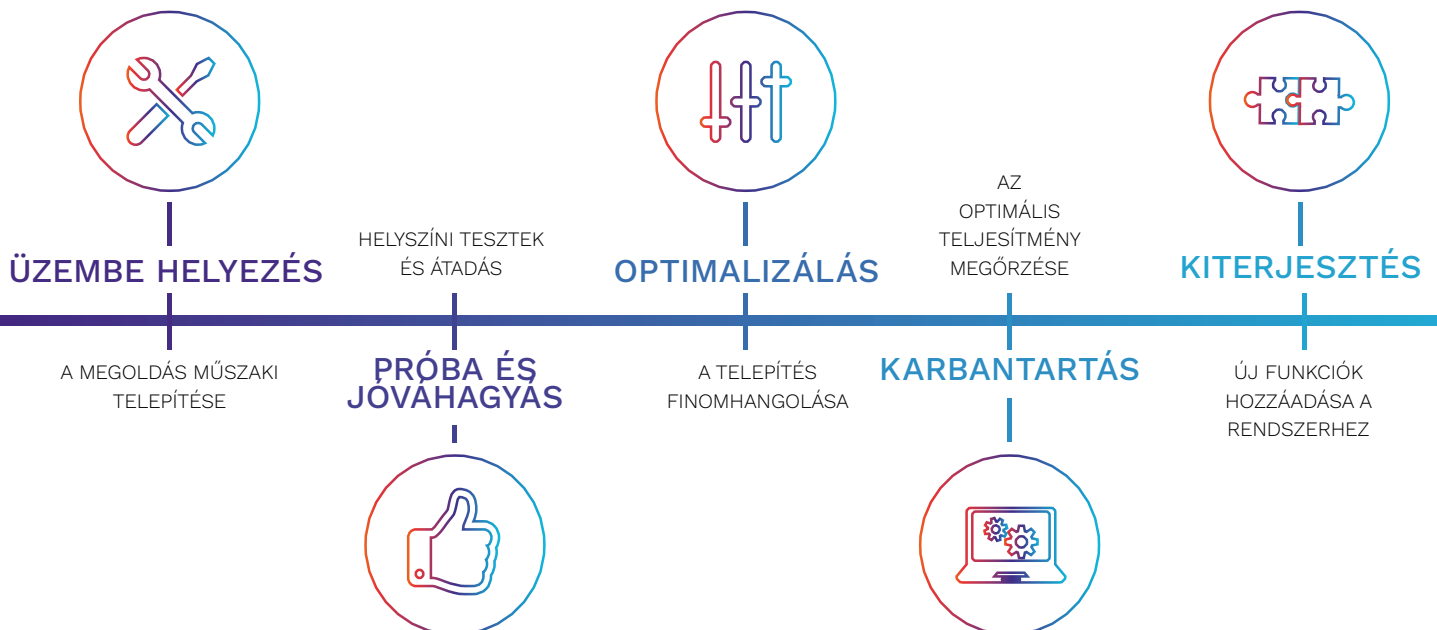 ÜZEMBE HELYEZÉS
A MEGOLDÁS MŰSZAKI
TELEPÍTÉSE
HELYSZÍNI TESZTEK
ÉS ÁTADÁS
PRÓBA ÉS
JÓVÁHAGYÁS
OPTIMALIZÁLÁS
A TELEPÍTÉS
FINOMHANGOLÁSA
AZ
OPTIMÁLIS
TELJESÍTMÉNY
MEGŐRZÉSE
KARBANTARTÁS
KITERJESZTÉS
ÚJ FUNKCIÓK
HOZZÁADÁSA A
RENDSZERHEZ